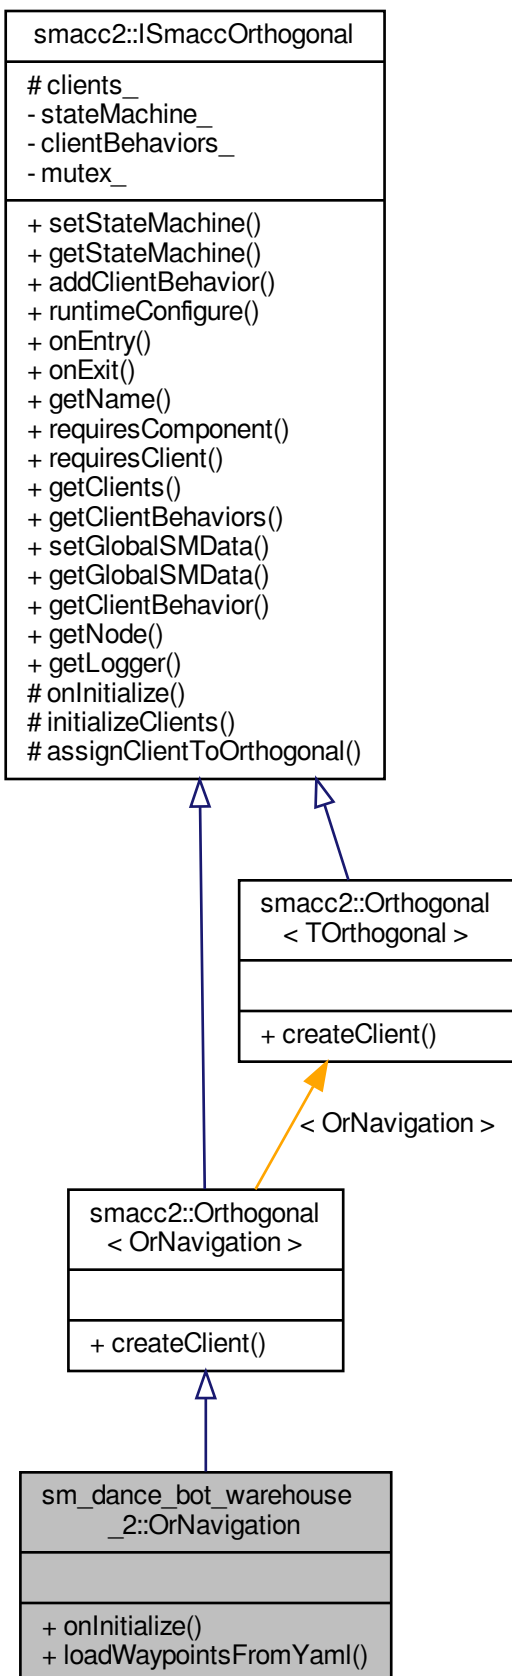 smacc2::ISmaccOrthogonal
# clients_
- stateMachine_
- clientBehaviors_
- mutex_
+ setStateMachine()
+ getStateMachine()
+ addClientBehavior()
+ runtimeConfigure()
+ onEntry()
+ onExit()
+ getName()
+ requiresComponent()
+ requiresClient()
+ getClients()
+ getClientBehaviors()
+ setGlobalSMData()
+ getGlobalSMData()
+ getClientBehavior()
+ getNode()
+ getLogger()
# onInitialize()
# initializeClients()
# assignClientToOrthogonal()
smacc2::Orthogonal
< TOrthogonal >
+ createClient()
< OrNavigation >
smacc2::Orthogonal
< OrNavigation >
+ createClient()
sm_dance_bot_warehouse
_2::OrNavigation
+ onInitialize()
+ loadWaypointsFromYaml()